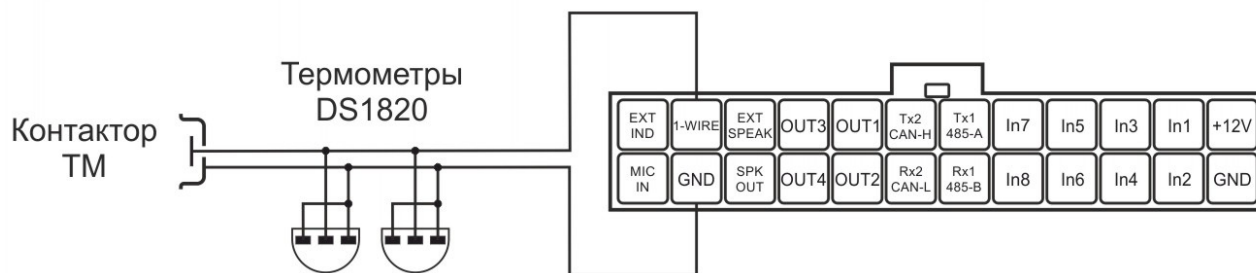 Термометры
DS1820
Контактор
ТМ
EXT IND 1-WIRE EXT SPEAK OUT3 OUT1 Tx2 CAN-H Tx1 485-A In7 In5 In3 In1 +12V
MIC IN GND SPK OUT OUT4 OUT2 Rx2 CAN-L Rx1 485-B In8 In6 In4 In2 GND